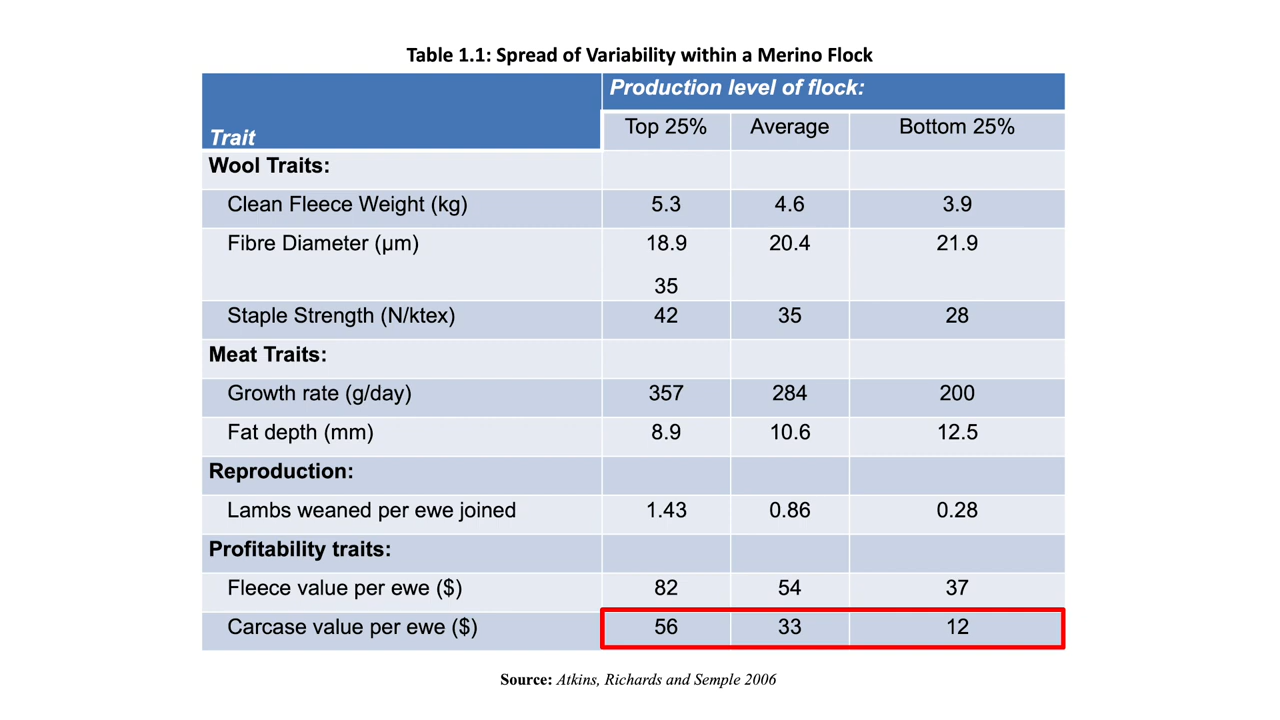 Table 1.1: Spread of Variability within a Merino Flock
Production level of flock:
Trait
Top 25% Average Bottom 25%
Wool Traits:
Clean Fleece Weight (kg) 5.3 4.6 3.9
Fibre Diameter (µm) 18.9 20.4 21.9
35
Staple Strength (N/ktex) 42 35 28
Meat Traits:
Growth rate (g/day) 357 284 200
Fat depth (mm) 8.9 10.6 12.5
Reproduction:
Lambs weaned per ewe joined 1.43 0.86 0.28
Profitability traits:
Fleece value per ewe ($) 82 54 37
Carcase value per ewe ($) 56 33 12
Source: Atkins, Richards and Semple 2006